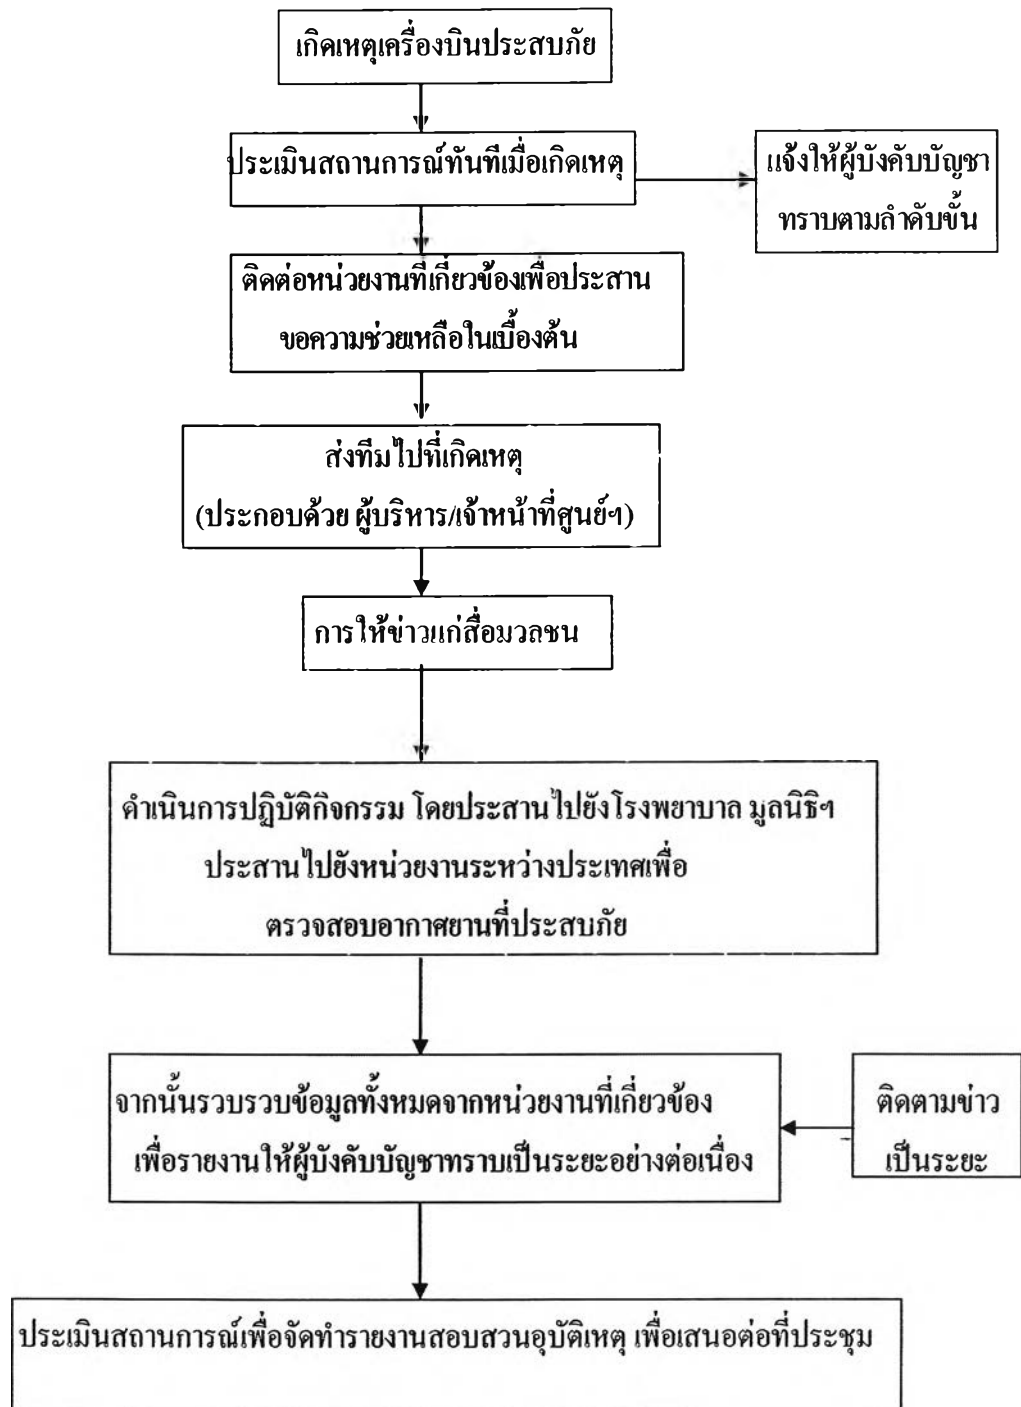 เกิดเหตุเครื่องบินประสบภัย
ประเมินสถานการณ์ทันทีเมื่อเกิดเหตุ
แจ้งให้ผู้บังคับบัญชา
ทราบตามลำดับขั้น
ติดต่อหน่วยงานที่เกี่ยวข้องเพื่อประสาน
ขอความช่วยเหลือในเบื้องต้น
ส่งทีมไปที่เกิดเหตุ
(ประกอบด้วย ผู้บริหาร/เจ้าหน้าที่ศูนย์ฯ)
การให้ข่าวแก่สื่อมวลชน
ดำเนินการปฏิบัติกิจกรรม โดยประสานไปยังโรงพยาบาล มูลนิธิฯ
ประสานไปยังหน่วยงานระหว่างประเทศเพื่อ
ตรวจสอบอากาศยานที่ประสบภัย
จากนั้นรวบรวบข้อมูลทั้งหมดจากหน่วยงานที่เกี่ยวข้อง
เพื่อรายงานให้ผู้บังคับบัญชาทราบเป็นระยะอย่างต่อเนื่อง
ติดตามข่าว
เป็นระยะ
ประเมินสถานการณ์เพื่อจัดทำรายงานสอบสวนอุบัติเหตุ เพื่อเสนอต่อที่ประชุม